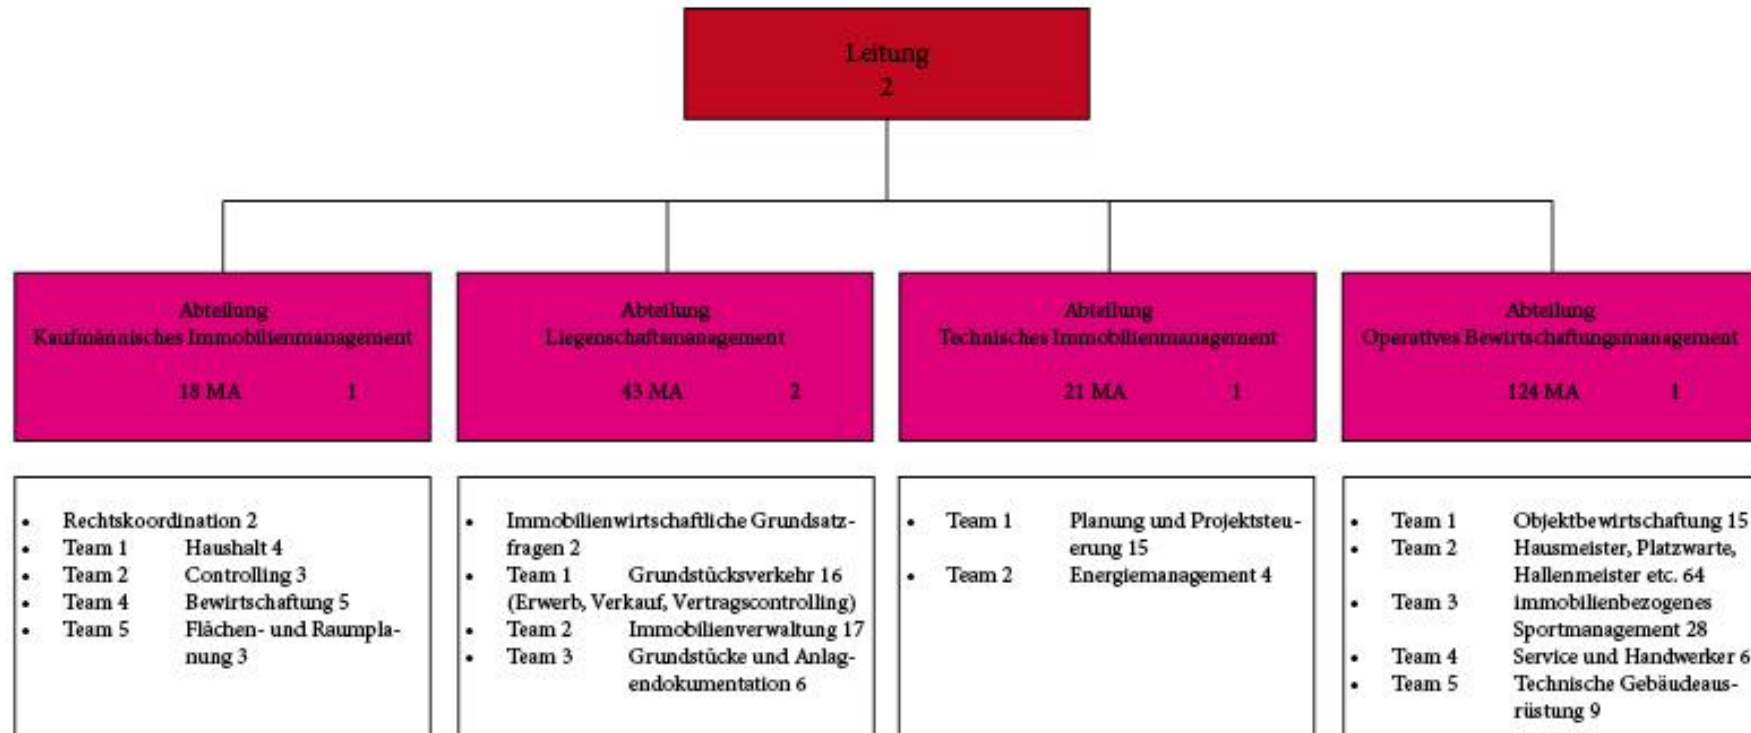 Leitung
2
Abteilung
Kaufmännisches Immobilienmanagement
18 MA 1
Abteilung
Liegenschaftsmanagement
43 MA 2
Abteilung
Technisches Immobilienmanagement
21 MA 1
Abteilung
Operatives Bewirtschaftungsmanagement
124 MA 1
• Rechtskoordination 2
• Team 1 Haushalt 4
• Team 2 Controlling 3
• Team 4 Bewirtschaftung 5
• Team 5 Flächen- und Raumpla-
nung 3
• Immobilienwirtschaftliche Grundsatz-
fragen 2
• Team 1 Grundstücksverkehr 16
(Erwerb, Verkauf, Vertragscontrolling)
• Team 2 Immobilienverwaltung 17
• Team 3 Grundstücke und Anlag-
endokumentation 6
• Team 1 Planung und Projektsteu-
erung 15
• Team 2 Energiemanagement 4
• Team 1 Objektbewirtschaftung 15
• Team 2 Hausmeister, Platzwarte,
Hallenmeister etc. 64
• Team 3 immobilienbezogenes
Sportmanagement 28
• Team 4 Service und Handwerker 6
• Team 5 Technische Gebäudeaus-
rüstung 9